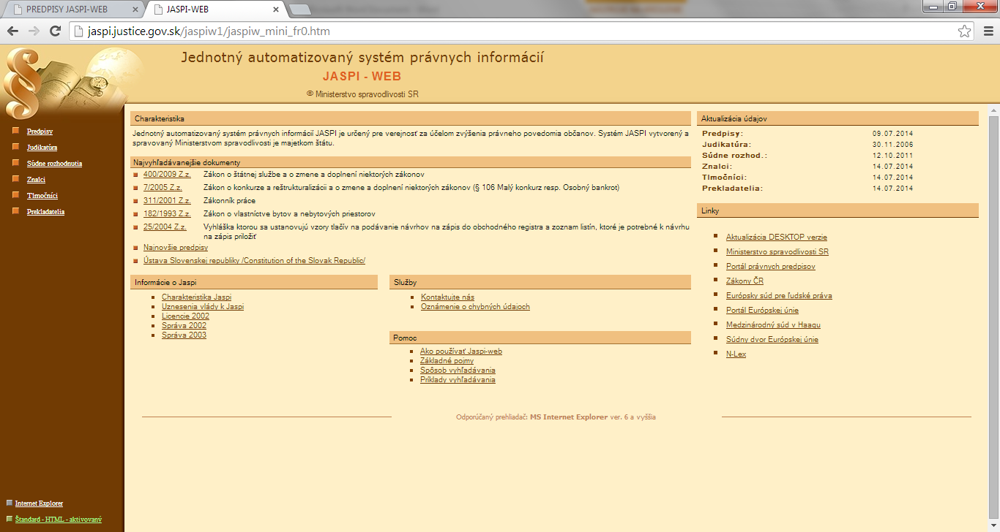 PREDPISY JASPI-WEB
JASPI-WEB
jaspi.justice.gov.sk/jaspiw1/jaspiw_mini_fr0.htm
Jednotný automatizovaný systém právnych informácií
JASPI - WEB
© Ministerstvo spravodlivosti SR
Predpisy
Judikatúra
Súdne rozhodnutia
Znalci
Tlmočníci
Prekladatelia
Charakteristika
Jednotný automatizovaný systém právnych informácií JASPI je určený pre verejnosť za účelom zvýšenia právneho povedomia občanov. Systém JASPI vytvorený a
spravovaný Ministerstvom spravodlivosti je majetkom štátu.
Najvyhľadávanejšie dokumenty
400/2009 Z.z. Zákon o štátnej službe a o zmene a doplnení niektorých zákonov
7/2005 Z.z. Zákon o konkurze a reštrukturalizácii a o zmene a doplnení niektorých zákonov (§ 106 Malý konkurz resp. Osobný bankrot)
311/2001 Z.z. Zákonník práce
182/1993 Z.z. Zákon o vlastníctve bytov a nebytových priestorov
25/2004 Z.z. Vyhláška ktorou sa ustanovujú vzory tlačív na podávanie návrhov na zápis do obchodného registra a zoznam listín, ktoré je potrebné k návrhu
na zápis priložiť
Najnovšie predpisy
Ústava Slovenskej republiky /Constitution of the Slovak Republic/
Informácie o Jaspi
Charakteristika Jaspi
Uznesenia vlády k Jaspi
Licencie 2002
Správa 2002
Správa 2003
Služby
Kontaktujte nás
Oznámenie o chybných údajoch
Pomoc
Ako používať Jaspi-web
Základné pojmy
Spôsob vyhľadávania
Príklady vyhľadávania
Aktualizácia údajov
Predpisy: 09.07.2014
Judikatúra: 30.11.2006
Súdne rozhod.: 12.10.2011
Znalci: 14.07.2014
Tlmočníci: 14.07.2014
Prekladatelia: 14.07.2014
Linky
Aktualizácia DESKTOP verzie
Ministerstvo spravodlivosti SR
Portál právnych predpisov
Zákony ČR
Európsky súd pre ľudské práva
Portál Európskej únie
Medzinárodný súd v Haagu
Súdny dvor Európskej únie
N-Lex
Odporúčaný prehliadač: MS Internet Explorer ver. 6 a vyššia
Internet Explorer
Štandard - HTML - aktivovaný